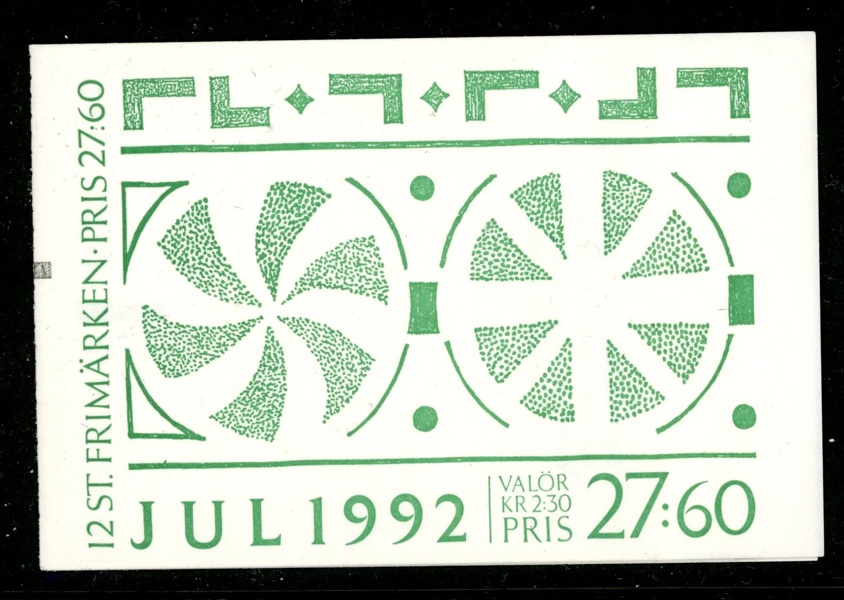 12 ST. FRIMÄRKEN · PRIS 27:60
JUL 1992
VALÖR
KR 2:30
PRIS
27:60